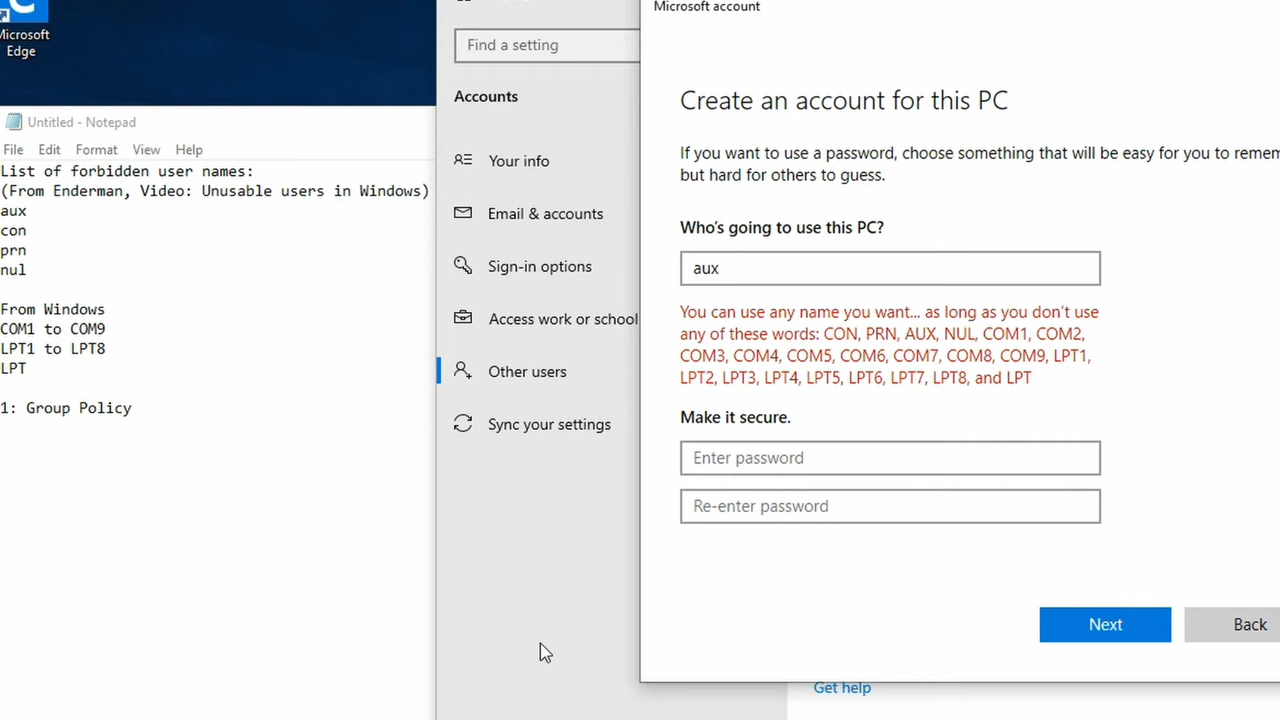 Microsoft
Edge
Untitled - Notepad
File Edit Format View Help
List of forbidden user names:
(From Enderman, Video: Unusable users in Windows)
aux
con
prn
nul
From Windows
COM1 to COM9
LPT1 to LPT8
LPT
1: Group Policy
Find a setting
Accounts
Your info
Email & accounts
Sign-in options
Access work or school
Other users
Sync your settings
Microsoft account
Create an account for this PC
If you want to use a password, choose something that will be easy for you to remem
but hard for others to guess.
Who's going to use this PC?
aux
You can use any name you want... as long as you don't use
any of these words: CON, PRN, AUX, NUL, COM1, COM2,
COM3, COM4, COM5, COM6, COM7, COM8, COM9, LPT1,
LPT2, LPT3, LPT4, LPT5, LPT6, LPT7, LPT8, and LPT
Make it secure.
Enter password
Re-enter password
Next Back
Get help